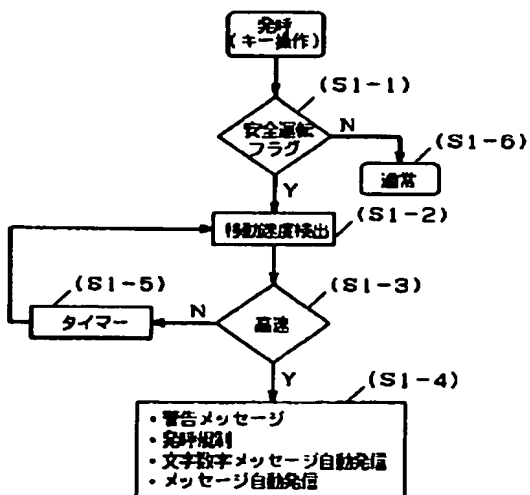 発呼
(キー操作)
(S1-1)
安全運転
フラグ
N
(S1-6)
通常
Y
(S1-2)
移動速度検出
(S1-5)
(S1-3)
タイマー
N
高速
Y
(S1-4)
・警告メッセージ
・発呼規制
・文字数字メッセージ自動発信
・メッセージ自動発信